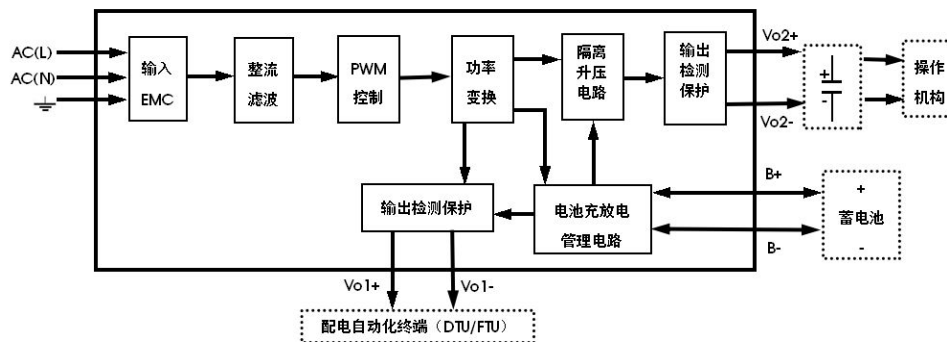 AC(L)
AC(N)
输入
EMC
整流
滤波
PWM
控制
功率
变换
隔离
升压
电路
输出
检测
保护
Vo2+
Vo2-
+
-
操作
机构
输出检测保护
电池充放电
管理电路
B+
B-
+
蓄电池
-
Vo1+
Vo1-
配电自动化终端（DTU/FTU）